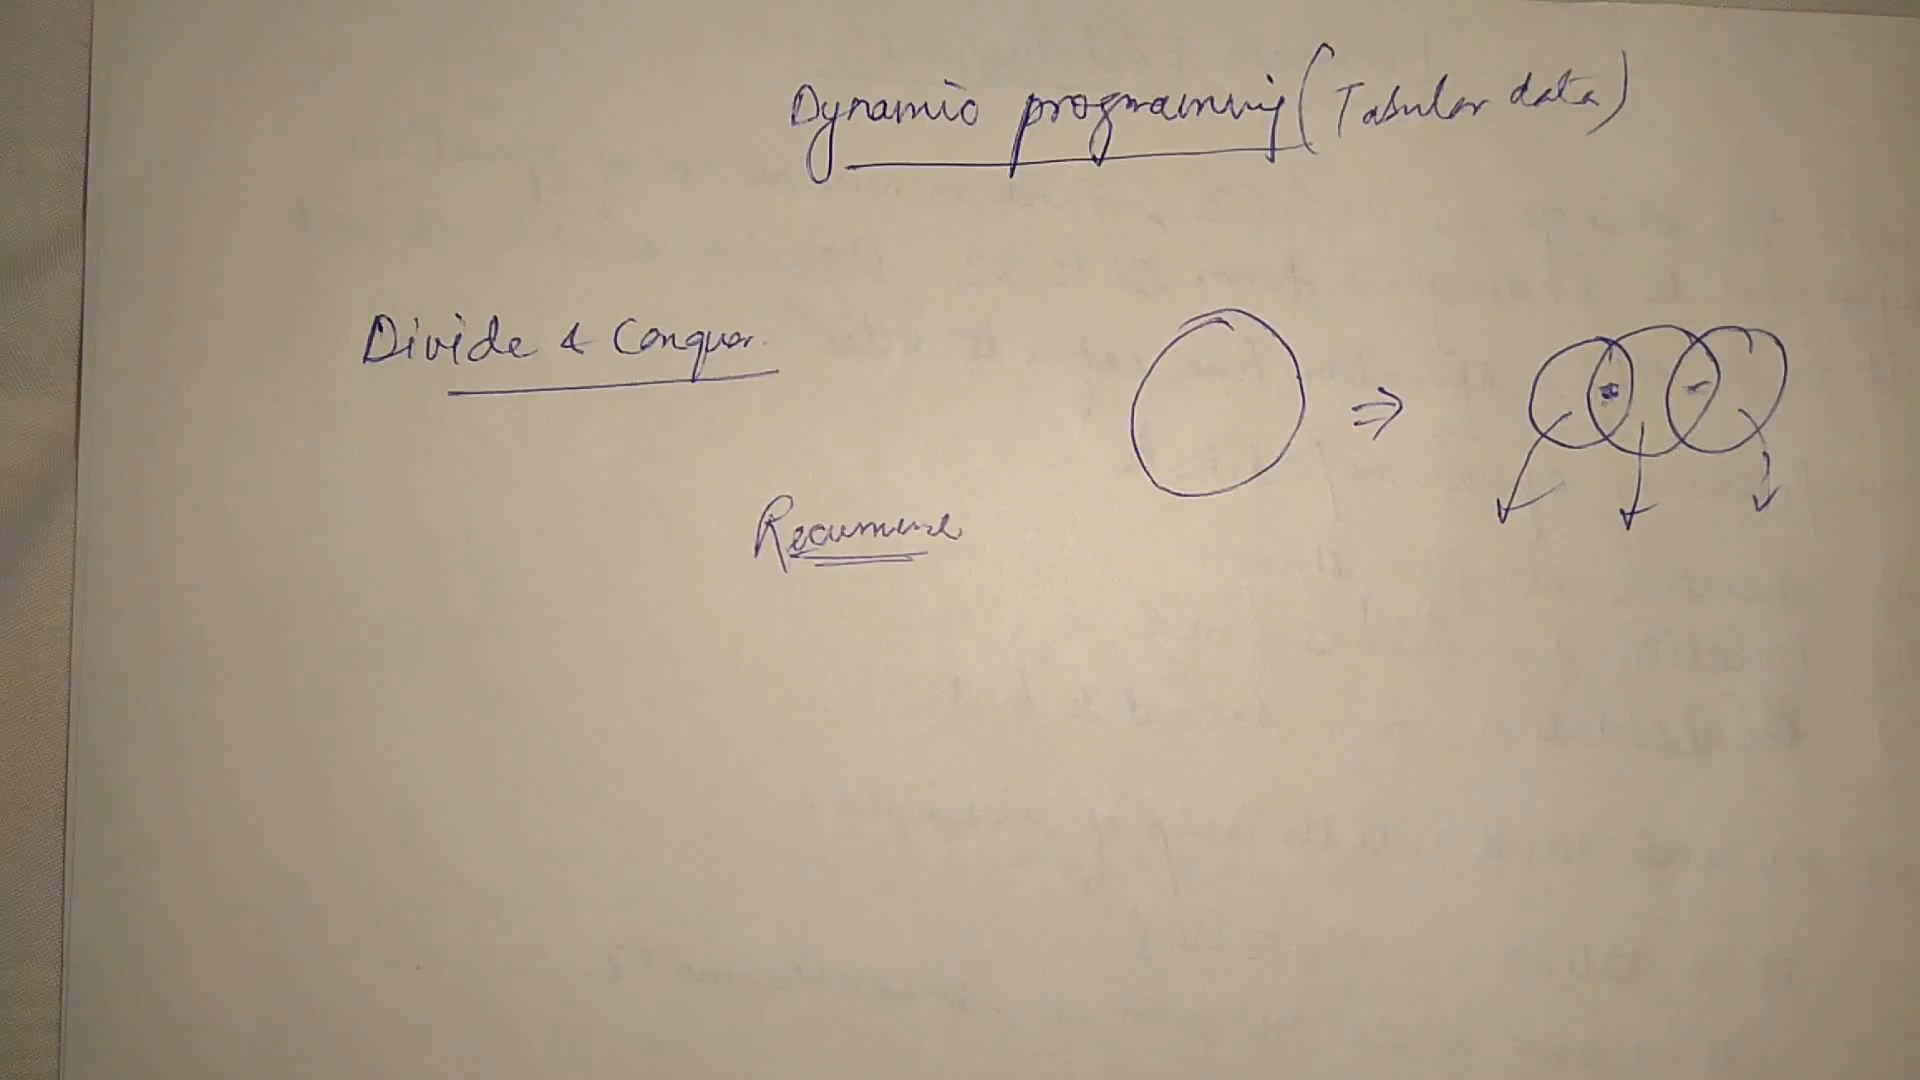 Dynamic programming (Tabular data)
Divide & Conquer.